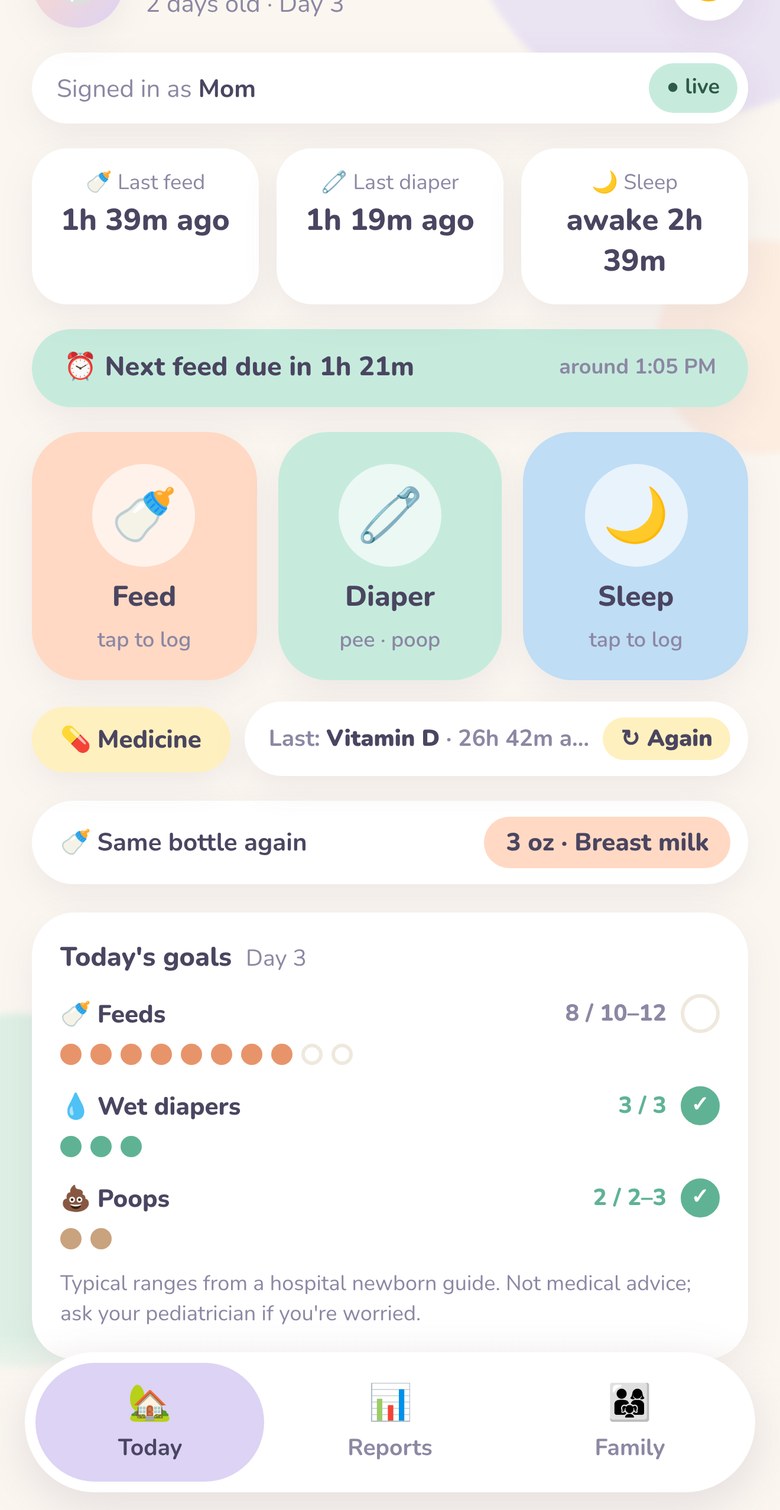 2 days old · Day 3
Signed in as Mom
• live
🍼 Last feed
1h 39m ago
🧷 Last diaper
1h 19m ago
🌙 Sleep
awake 2h
39m
⏰ Next feed due in 1h 21m
around 1:05 PM
Feed
tap to log
Diaper
pee · poop
Sleep
tap to log
💊 Medicine
Last: Vitamin D · 26h 42m a...
↻ Again
🍼 Same bottle again
3 oz · Breast milk
Today's goals Day 3
🍼 Feeds
8 / 10–12
💧 Wet diapers
3 / 3 ✓
💩 Poops
2 / 2–3 ✓
Typical ranges from a hospital newborn guide. Not medical advice;
ask your pediatrician if you're worried.
Today
Reports
Family